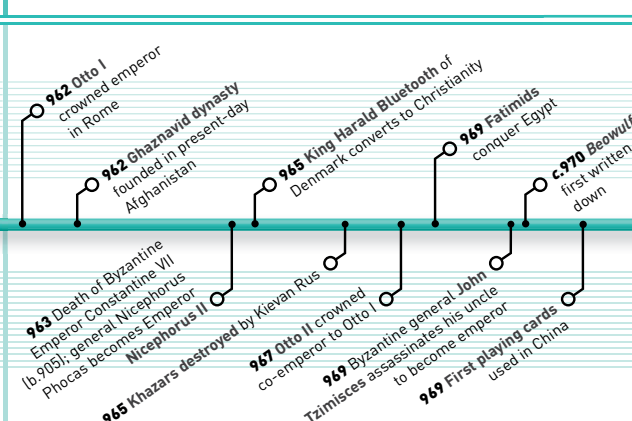 962 Otto I
crowned emperor
in Rome
962 Ghaznavid dynasty
founded in present-day
Afghanistan
965 King Harald Bluetooth of
Denmark converts to Christianity
969 Fatimids
conquer Egypt
c.970 Beowulf
first written
down
963 Death of Byzantine
Emperor Constantine VII
(b.905); general Nicephorus
Phocas becomes Emperor
Nicephorus II
965 Khazars destroyed by Kievan Rus
967 Otto II crowned
co-emperor to Otto I
969 Byzantine general John
Tzimisces assassinates his uncle
to become emperor
969 First playing cards
used in China